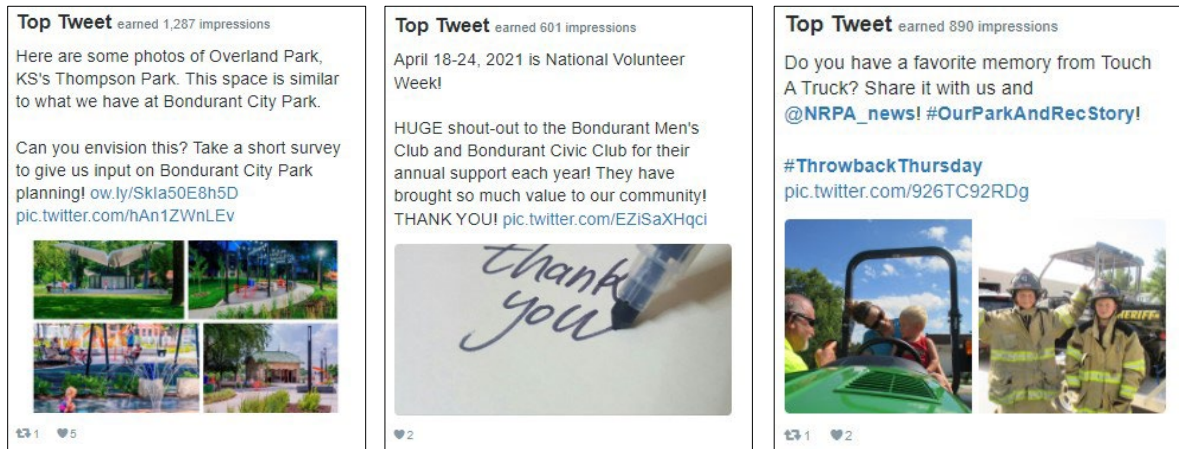 Top Tweet earned 1,287 impressions
Here are some photos of Overland Park,
KS's Thompson Park. This space is similar
to what we have at Bondurant City Park.
Can you envision this? Take a short survey
to give us input on Bondurant City Park
planning! ow.ly/SkIa50E8h5D
pic.twitter.com/hAn1ZWnLEv
1 5
Top Tweet earned 601 impressions
April 18-24, 2021 is National Volunteer
Week!
HUGE shout-out to the Bondurant Men's
Club and Bondurant Civic Club for their
annual support each year! They have
brought so much value to our community!
THANK YOU! pic.twitter.com/EZiSaXHqci
thank
you
2
Top Tweet earned 890 impressions
Do you have a favorite memory from Touch
A Truck? Share it with us and
@NRPA_news! #OurParkAndRecStory!
#ThrowbackThursday
pic.twitter.com/926TC92RDg
SHERIFF
1 2